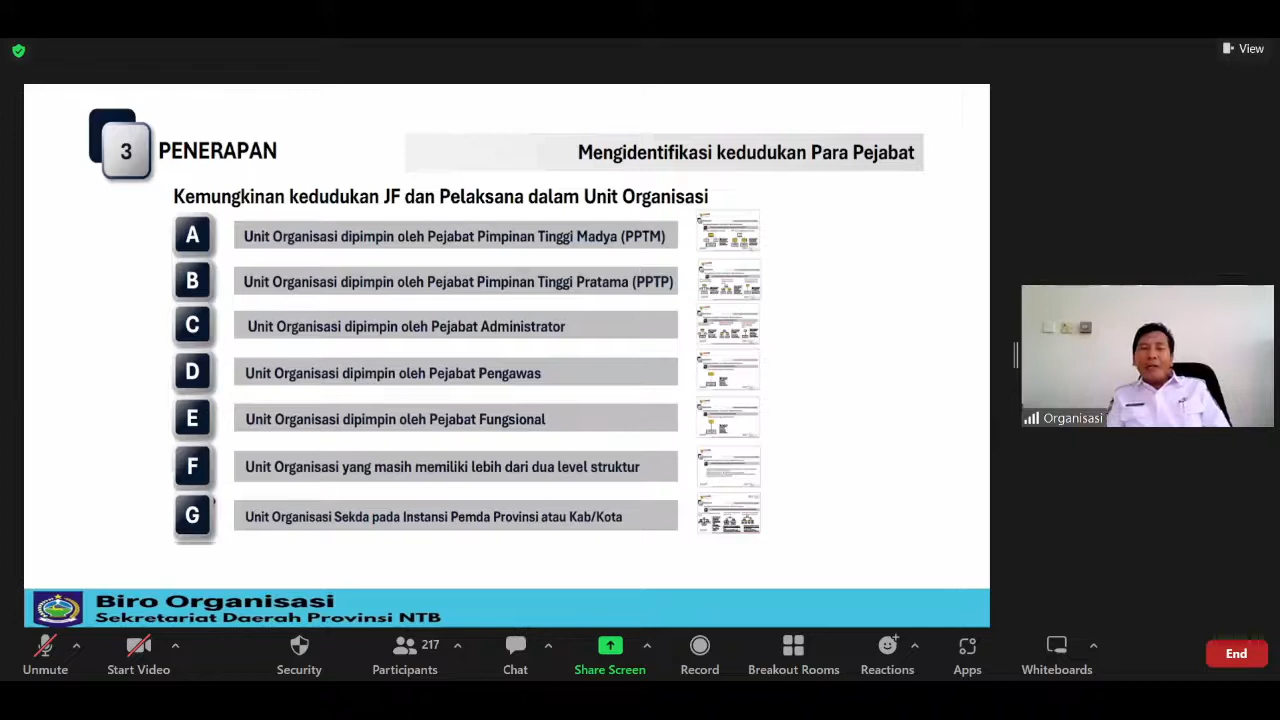 View
3
PENERAPAN
Mengidentifikasi kedudukan Para Pejabat
Kemungkinan kedudukan JF dan Pelaksana dalam Unit Organisasi
A
Unit Organisasi dipimpin oleh Pejabat Pimpinan Tinggi Madya (PPTM)
B
Unit Organisasi dipimpin oleh Pejabat Pimpinan Tinggi Pratama (PPTP)
C
Unit Organisasi dipimpin oleh Pejabat Administrator
D
Unit Organisasi dipimpin oleh Pejabat Pengawas
E
Unit Organisasi dipimpin oleh Pejabat Fungsional
F
Unit Organisasi yang masih memiliki lebih dari dua level struktur
G
Unit Organisasi Sekda pada Instansi Pemda Provinsi atau Kab/Kota
Organisasi
Biro Organisasi
Sekretariat Daerah Provinsi NTB
217
Unmute
Start Video
Security
Participants
Chat
Share Screen
Record
Breakout Rooms
Reactions
Apps
Whiteboards
End